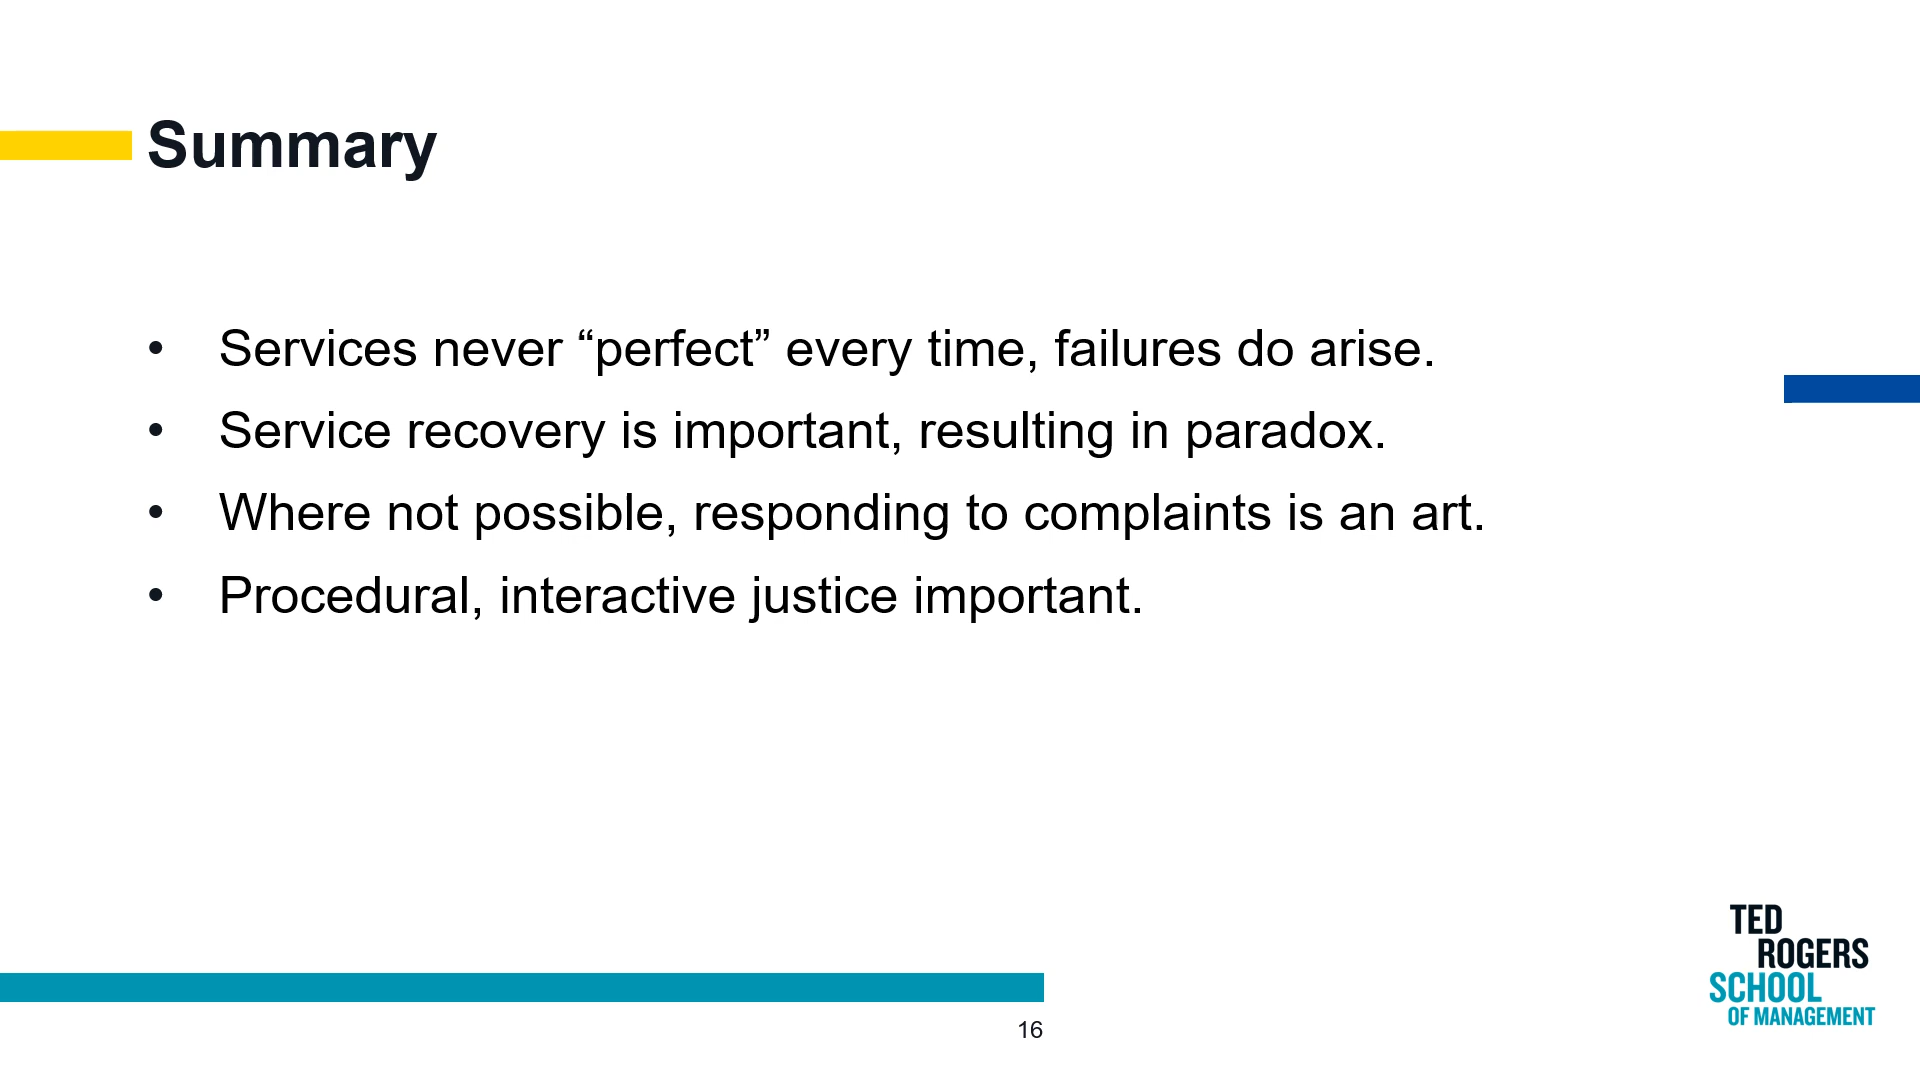 Summary
• Services never “perfect” every time, failures do arise.
• Service recovery is important, resulting in paradox.
• Where not possible, responding to complaints is an art.
• Procedural, interactive justice important.
16
TED
ROGERS
SCHOOL
OF MANAGEMENT